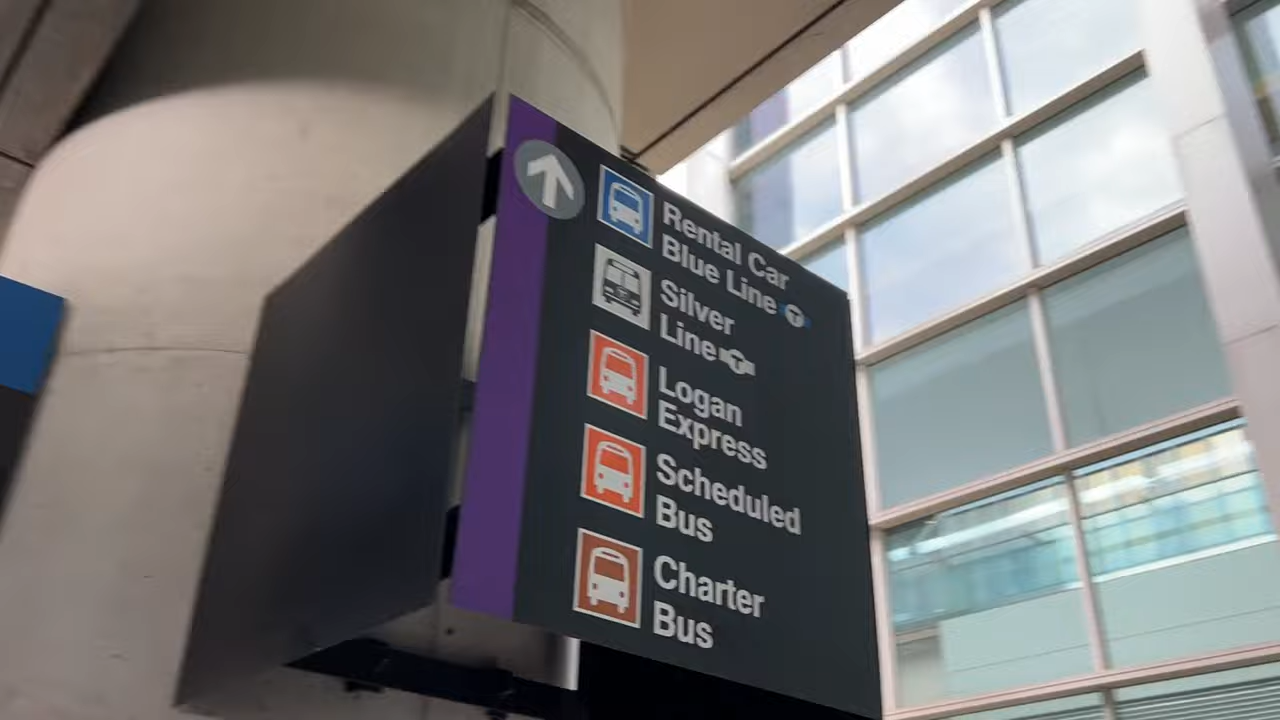 Rental Car
Blue Line T
Silver
Line T
Logan
Express
Scheduled
Bus
Charter
Bus